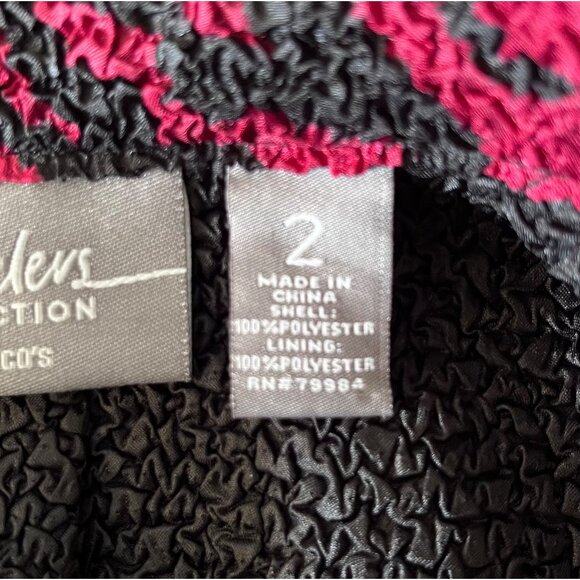 2
MADE IN
CHINA
SHELL:
100%POLYESTER
LINING:
100%POLYESTER
RN#79984
lers
CTION
CO'S